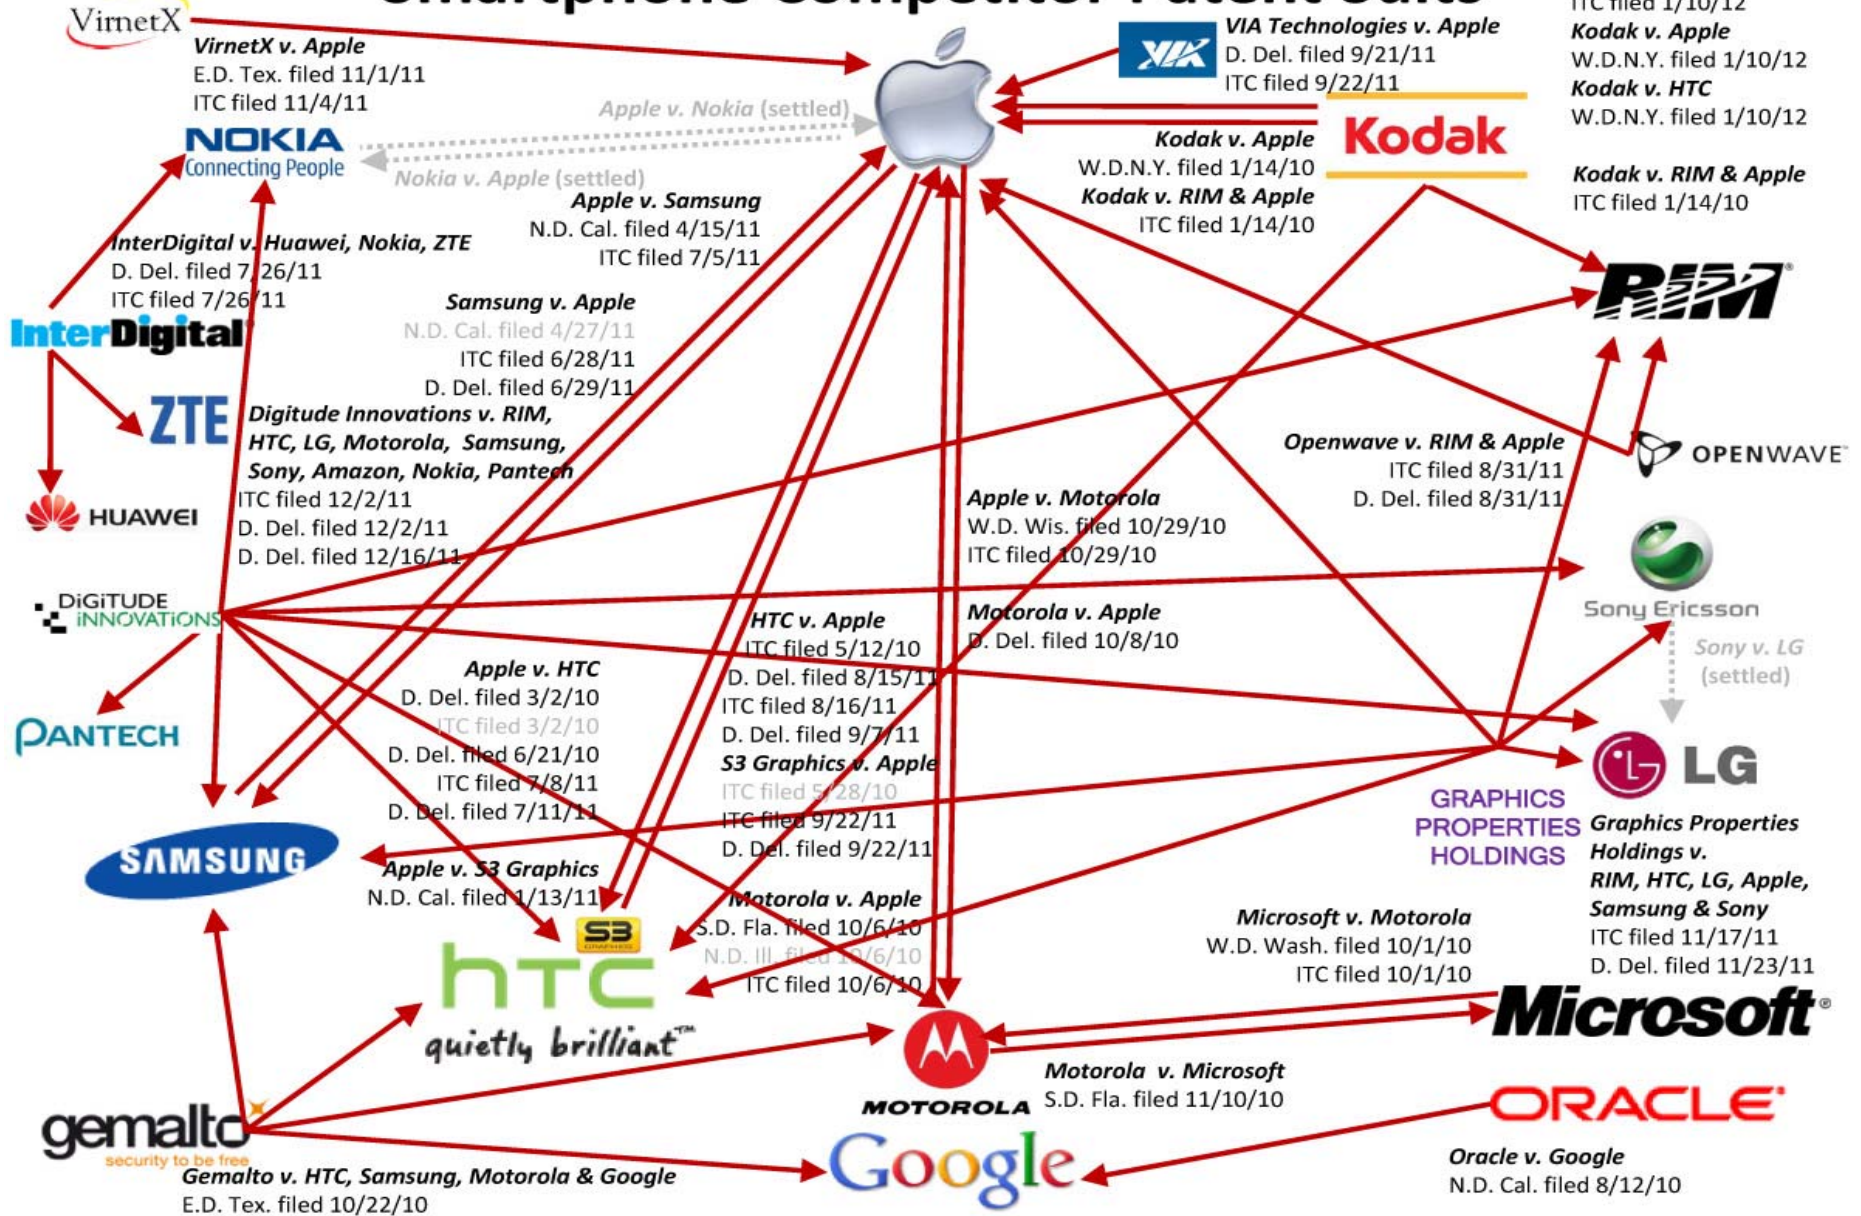 Smartphone Competitor Patent Suits
VirnetX
VirnetX v. Apple
E.D. Tex. filed 11/1/11
ITC filed 11/4/11
VIA
VIA Technologies v. Apple
D. Del. filed 9/21/11
ITC filed 9/22/11
ITC filed 1/10/12
Kodak v. Apple
W.D.N.Y. filed 1/10/12
Kodak v. HTC
W.D.N.Y. filed 1/10/12
Kodak v. RIM & Apple
ITC filed 1/14/10
Kodak
Kodak v. Apple
W.D.N.Y. filed 1/14/10
Kodak v. RIM & Apple
ITC filed 1/14/10
NOKIA
Connecting People
Apple v. Nokia (settled)
Nokia v. Apple (settled)
Apple v. Samsung
N.D. Cal. filed 4/15/11
ITC filed 7/5/11
InterDigital v. Huawei, Nokia, ZTE
D. Del. filed 7/26/11
ITC filed 7/26/11
InterDigital
Samsung v. Apple
N.D. Cal. filed 4/27/11
ITC filed 6/28/11
D. Del. filed 6/29/11
RIM®
ZTE
Digitude Innovations v. RIM,
HTC, LG, Motorola, Samsung,
Sony, Amazon, Nokia, Pantech
ITC filed 12/2/11
D. Del. filed 12/2/11
D. Del. filed 12/16/11
HUAWEI
Openwave v. RIM & Apple
ITC filed 8/31/11
D. Del. filed 8/31/11
OPENWAVE™
Apple v. Motorola
W.D. Wis. filed 10/29/10
ITC filed 10/29/10
DiGiTUDE
iNNOVATiONS
Sony Ericsson
Sony v. LG
(settled)
Motorola v. Apple
D. Del. filed 10/8/10
HTC v. Apple
ITC filed 5/12/10
D. Del. filed 8/15/11
ITC filed 8/16/11
D. Del. filed 9/7/11
S3 Graphics v. Apple
ITC filed 5/28/10
ITC filed 9/22/11
D. Del. filed 9/22/11
Apple v. HTC
D. Del. filed 3/2/10
ITC filed 3/2/10
D. Del. filed 6/21/10
ITC filed 7/8/11
D. Del. filed 7/11/11
PANTECH
LG
GRAPHICS
PROPERTIES
HOLDINGS
Graphics Properties
Holdings v.
RIM, HTC, LG, Apple,
Samsung & Sony
ITC filed 11/17/11
D. Del. filed 11/23/11
SAMSUNG
Apple v. S3 Graphics
N.D. Cal. filed 1/13/11
S3
GRAPHICS
hTC
quietly brilliant™
Motorola v. Apple
S.D. Fla. filed 10/6/10
N.D. Ill. filed 10/6/10
ITC filed 10/6/10
Microsoft v. Motorola
W.D. Wash. filed 10/1/10
ITC filed 10/1/10
Microsoft®
MOTOROLA
Motorola v. Microsoft
S.D. Fla. filed 11/10/10
ORACLE
gemalto
security to be free
Gemalto v. HTC, Samsung, Motorola & Google
E.D. Tex. filed 10/22/10
Google
Oracle v. Google
N.D. Cal. filed 8/12/10